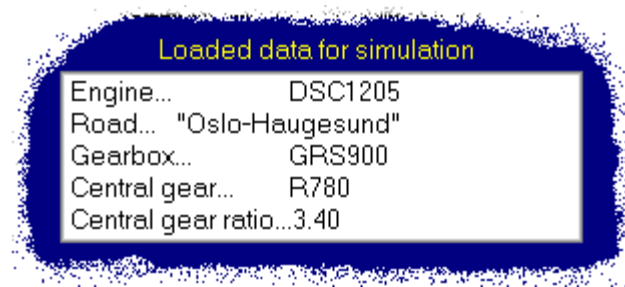 Loaded data for simulation
Engine... DSC1205
Road... "Oslo-Haugesund"
Gearbox... GRS900
Central gear... R780
Central gear ratio...3.40